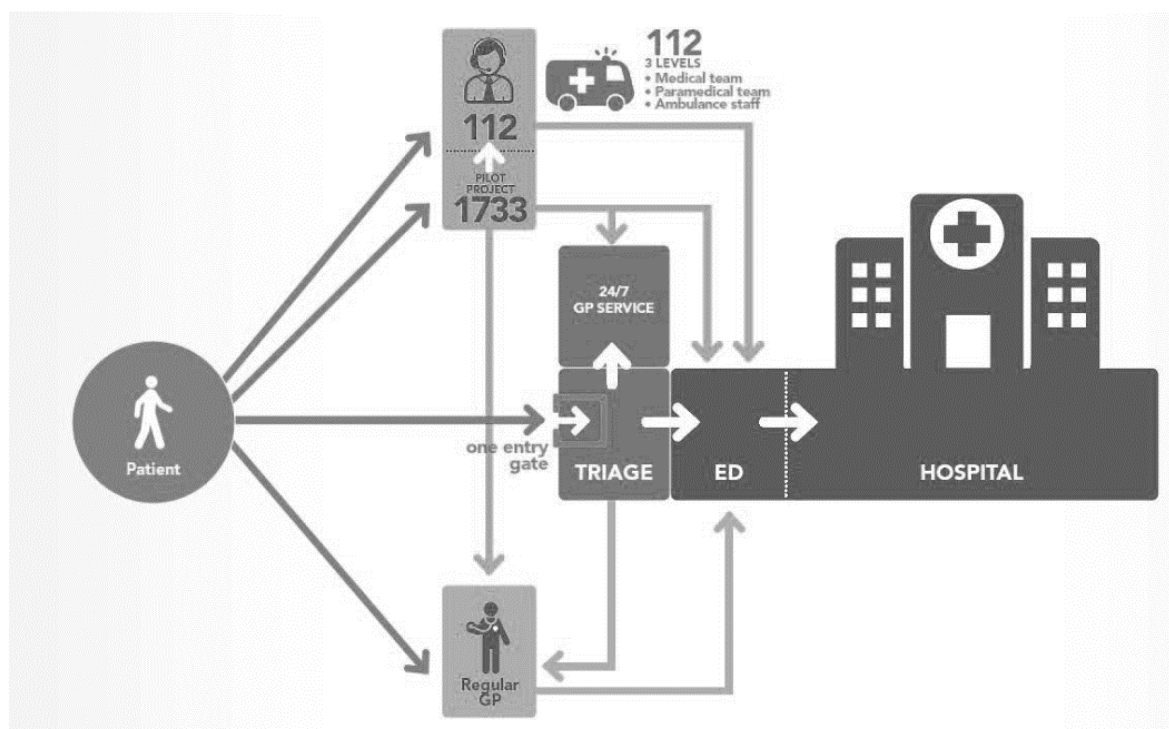 112
3 LEVELS
• Medical team
• Paramedical team
• Ambulance staff
112
PILOT
PROJECT
1733
24/7
GP SERVICE
Patient
one entry
gate
TRIAGE
ED
HOSPITAL
Regular
GP